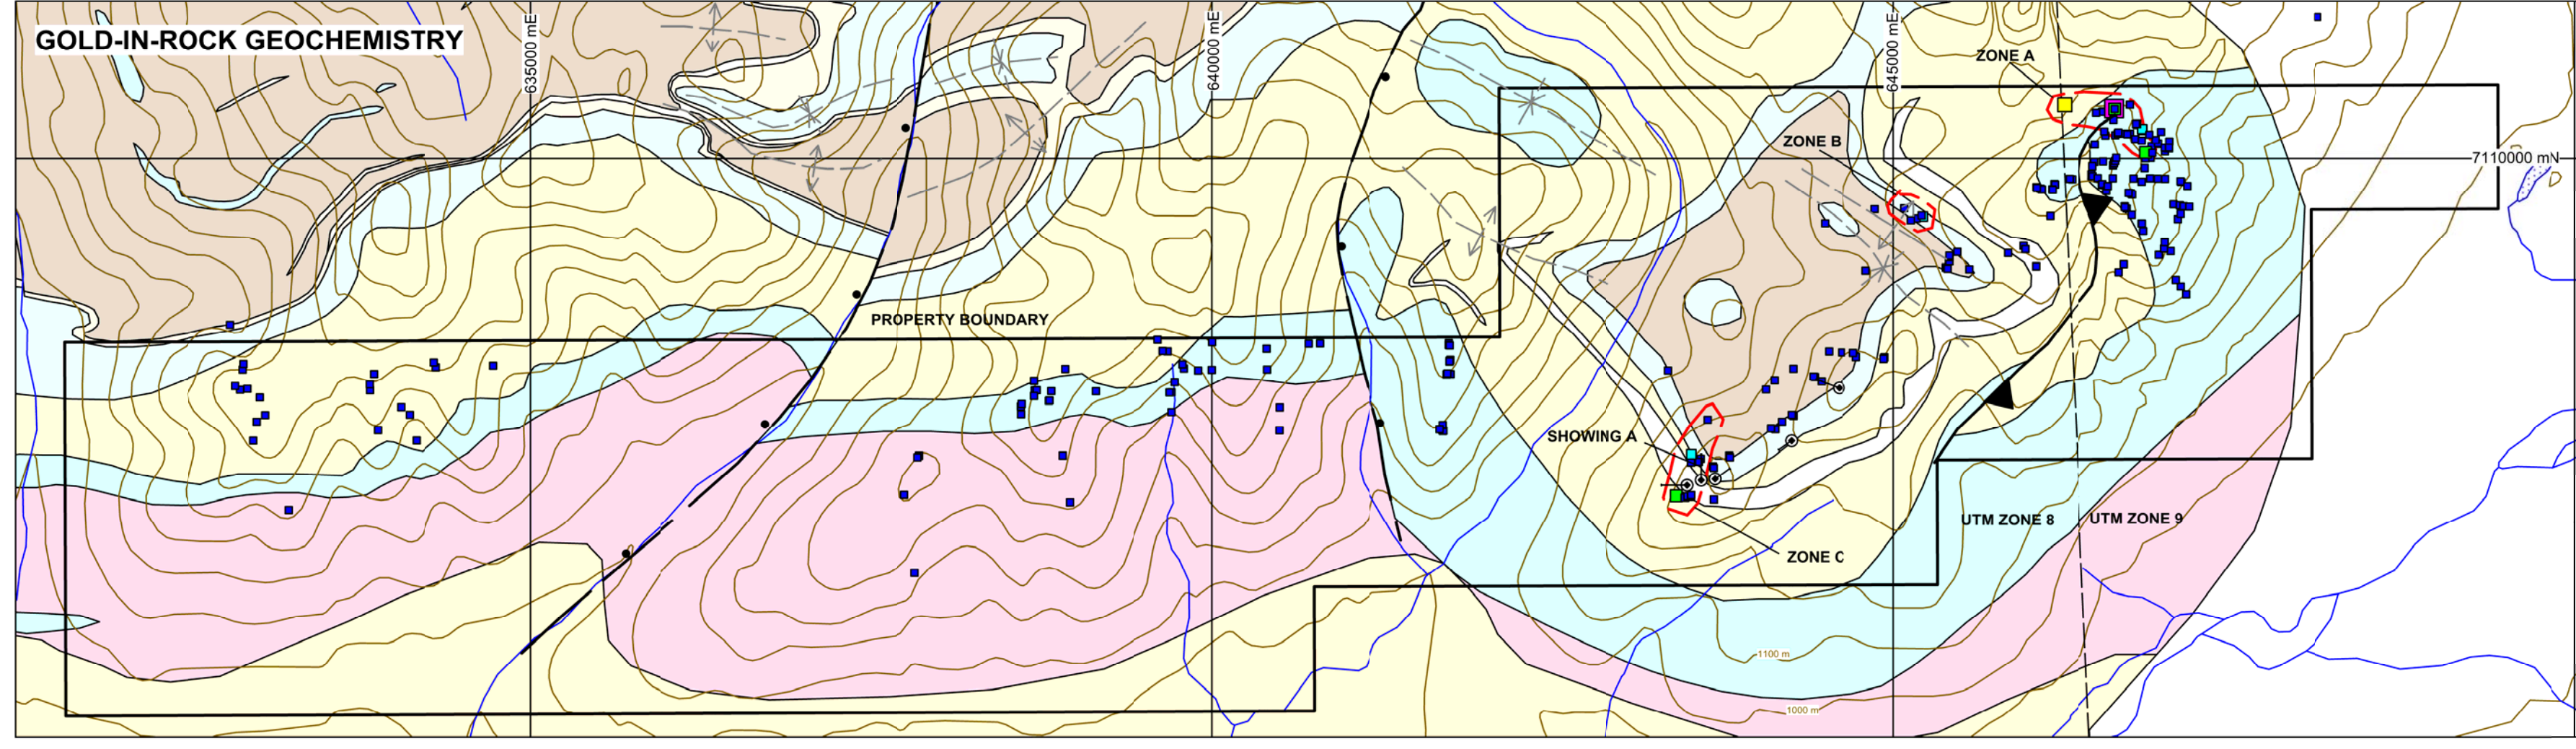 GOLD-IN-ROCK GEOCHEMISTRY
635000 mE
640000 mE
645000 mE
ZONE A
ZONE B
7110000 mN
PROPERTY BOUNDARY
SHOWING A
UTM ZONE 8
UTM ZONE 9
ZONE C
1100 m
1000 m